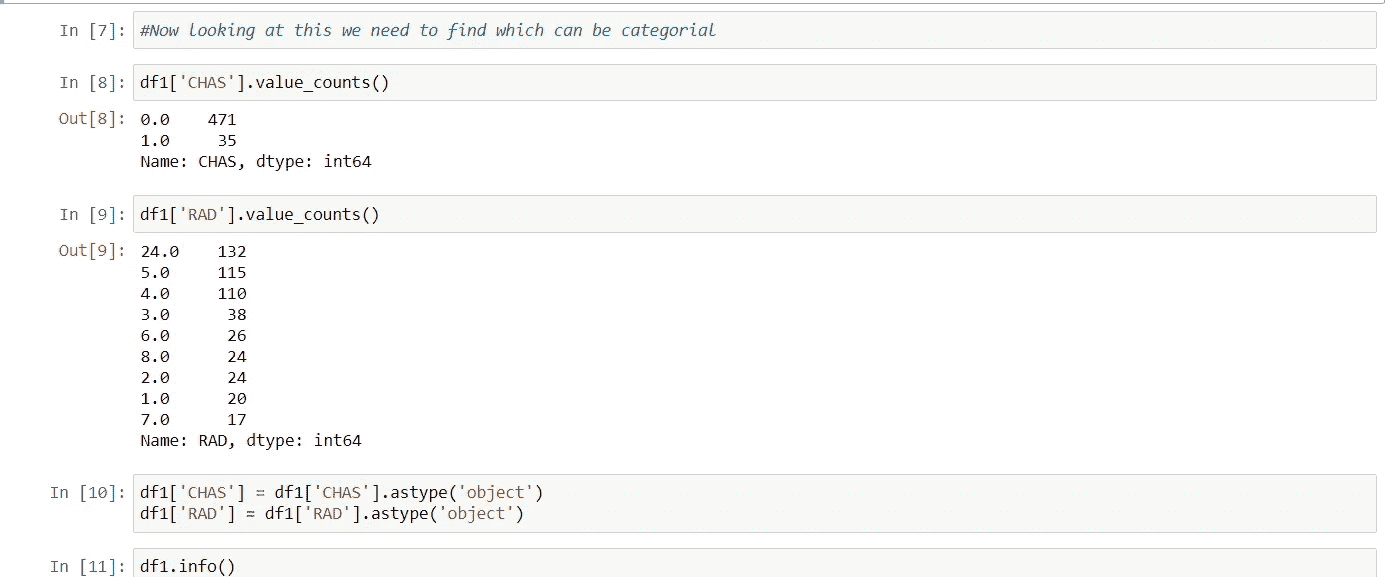 In [7]: #Now looking at this we need to find which can be categorial
In [8]: df1['CHAS'].value_counts()
Out[8]: 0.0    471
1.0     35
Name: CHAS, dtype: int64
In [9]: df1['RAD'].value_counts()
Out[9]: 24.0    132
5.0     115
4.0     110
3.0      38
6.0      26
8.0      24
2.0      24
1.0      20
7.0      17
Name: RAD, dtype: int64
In [10]: df1['CHAS'] = df1['CHAS'].astype('object')
df1['RAD'] = df1['RAD'].astype('object')
In [11]: df1.info()